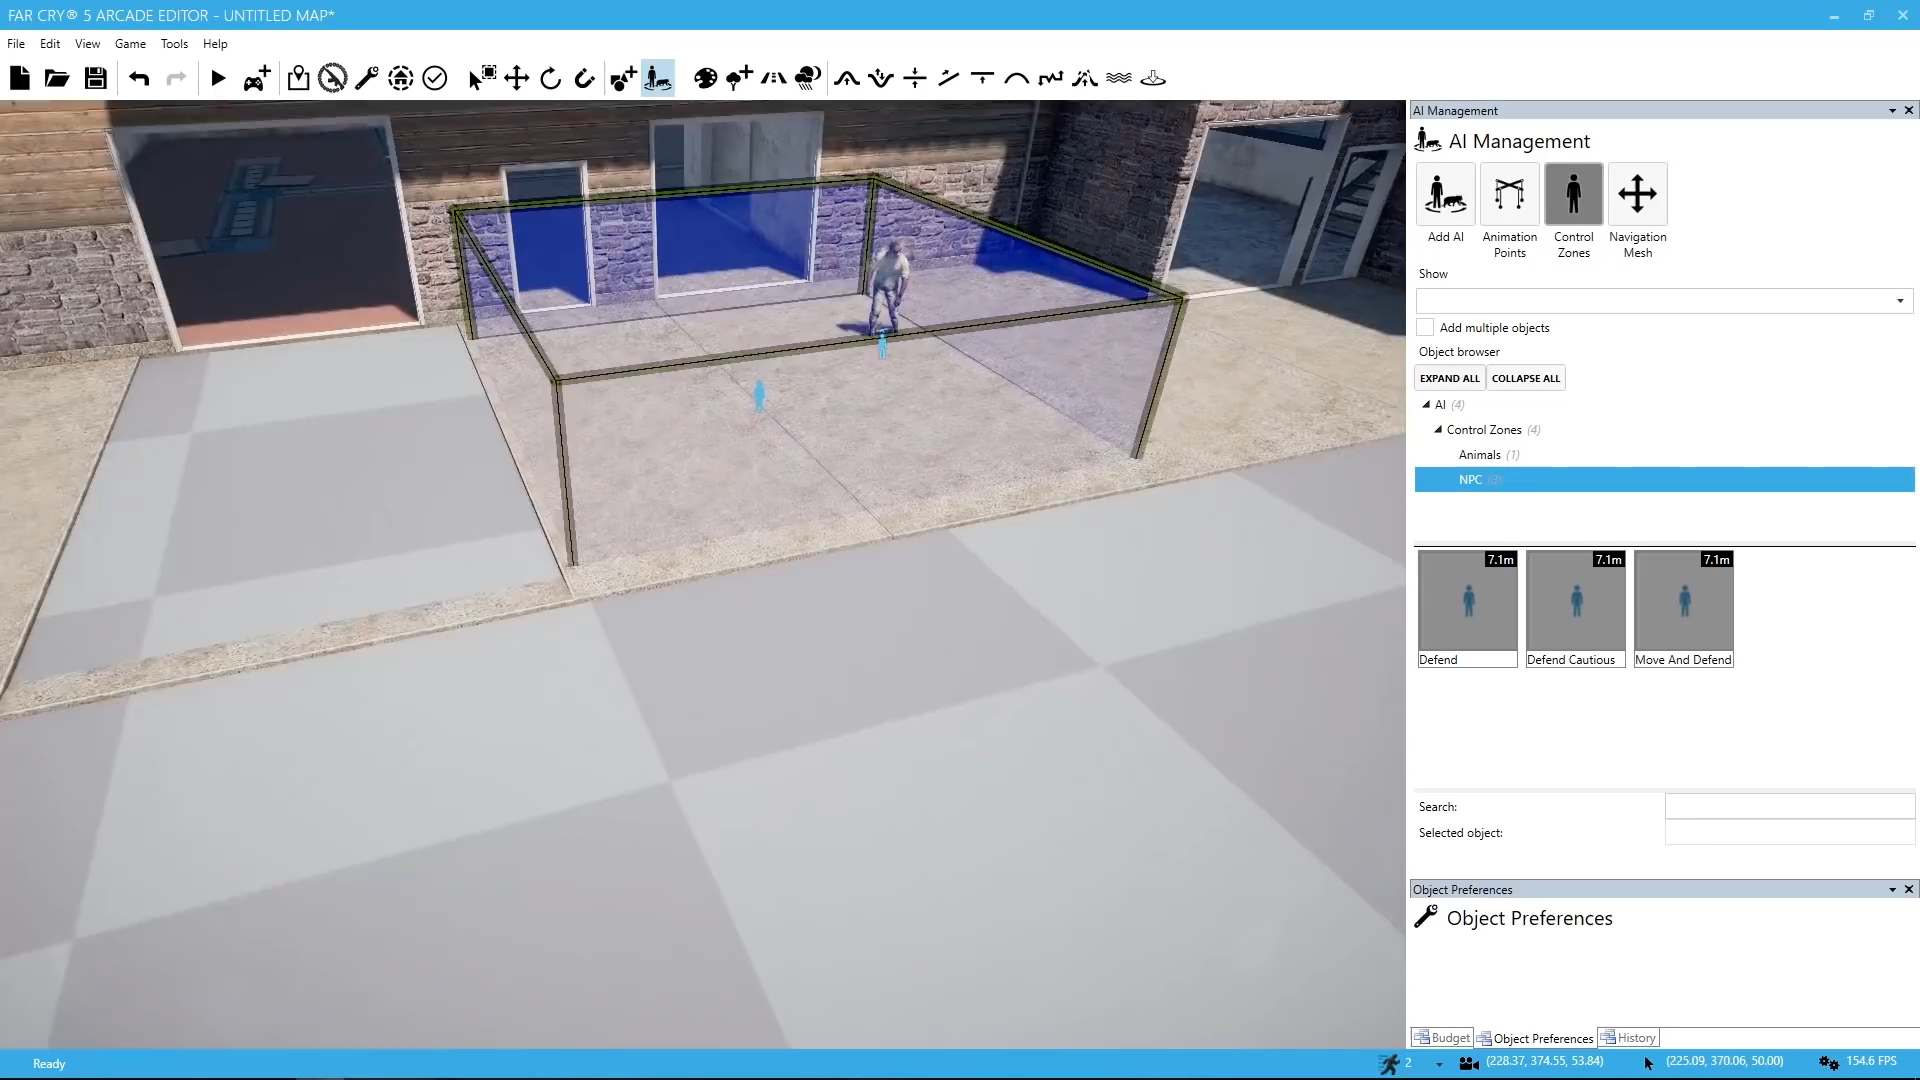 FAR CRY® 5 ARCADE EDITOR - UNTITLED MAP*
File Edit View Game Tools Help
AI Management
AI Management
Add AI
Animation Points
Control Zones
Navigation Mesh
Show
Add multiple objects
Object browser
EXPAND ALL COLLAPSE ALL
AI (4)
Control Zones (4)
Animals (1)
NPC (3)
7.1m 7.1m 7.1m
Defend Defend Cautious Move And Defend
Search:
Selected object:
Object Preferences
Object Preferences
Budget Object Preferences History
Ready 2 (228.37, 374.55, 53.84) (225.09, 370.06, 50.00) 154.6 FPS